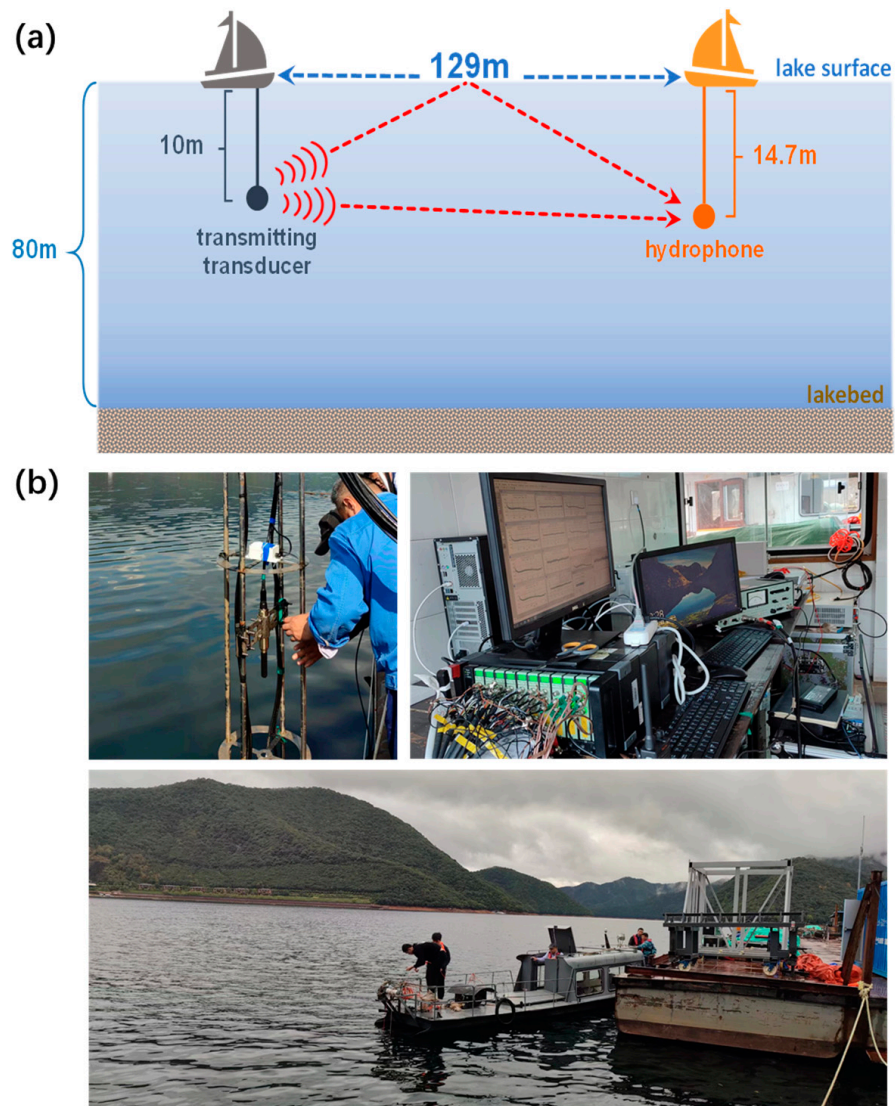 (a)
129m
lake surface
10m
14.7m
80m
transmitting
transducer
hydrophone
lakebed
(b)